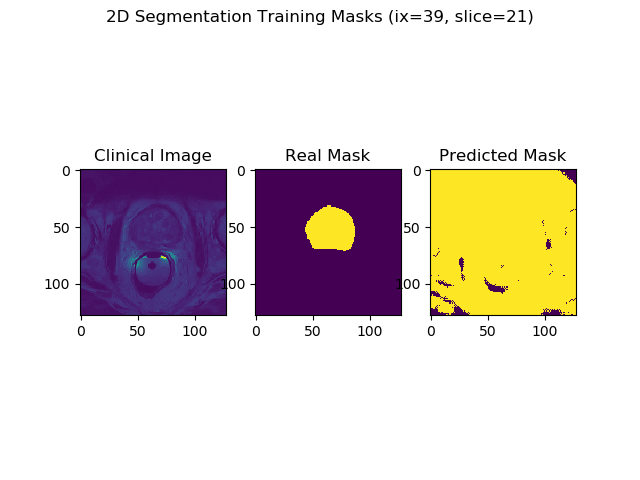 2D Segmentation Training Masks (ix=39, slice=21)
Clinical Image Real Mask Predicted Mask
0 0 0
50 50 50
100 100 100
0 100 0 50 100 0 50 100